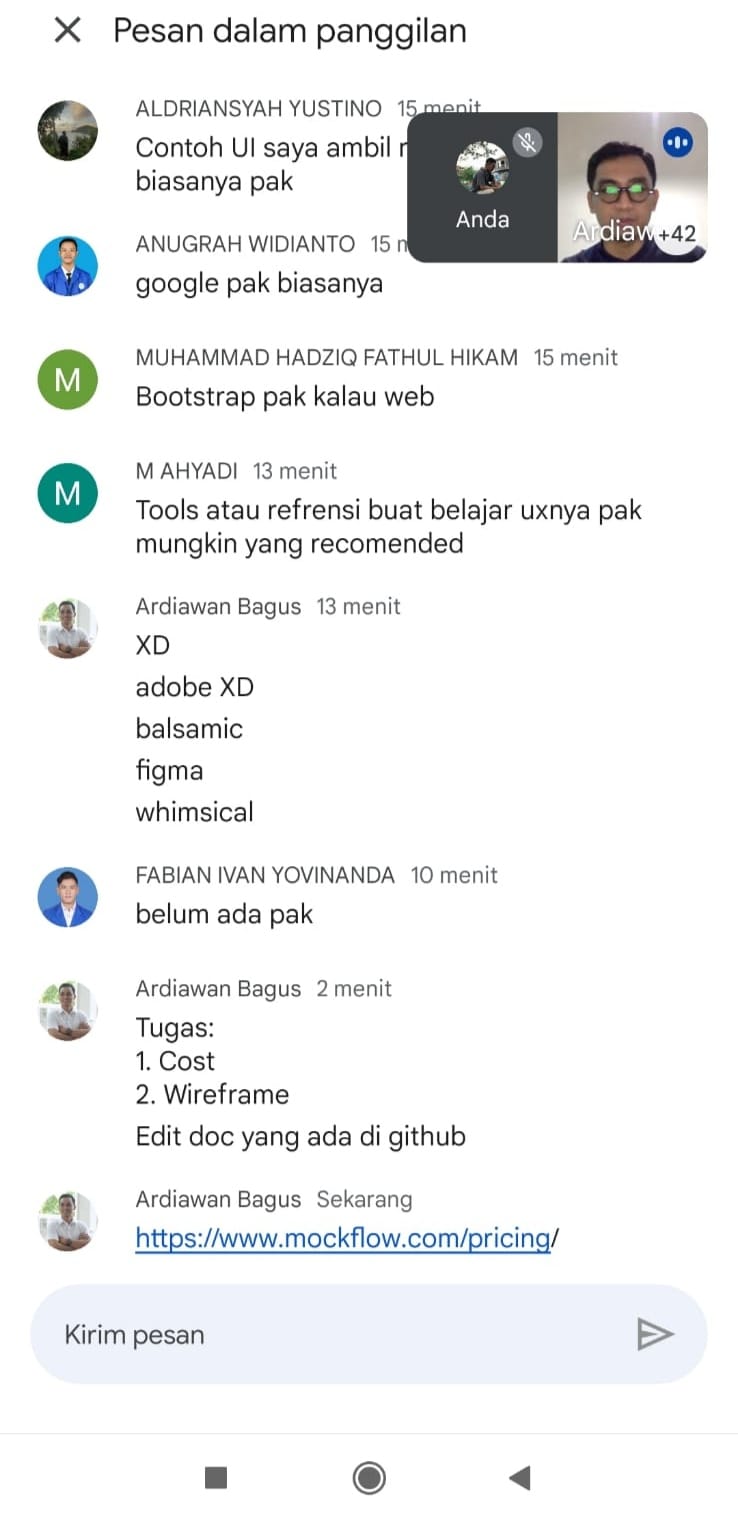 Pesan dalam panggilan
ALDRIANSYAH YUSTINO 15 menit
Contoh UI saya ambil
biasanya pak
Anda
Ardiaw
+42
ANUGRAH WIDIANTO 15
google pak biasanya
MUHAMMAD HADZIQ FATHUL HIKAM 15 menit
M
Bootstrap pak kalau web
M AHYADI 13 menit
M
Tools atau refrensi buat belajar uxnya pak
mungkin yang recomended
Ardiawan Bagus 13 menit
XD
adobe XD
balsamic
figma
whimsical
FABIAN IVAN YOVINANDA 10 menit
belum ada pak
Ardiawan Bagus 2 menit
Tugas:
1. Cost
2. Wireframe
Edit doc yang ada di github
Ardiawan Bagus Sekarang
https://www.mockflow.com/pricing/
Kirim pesan